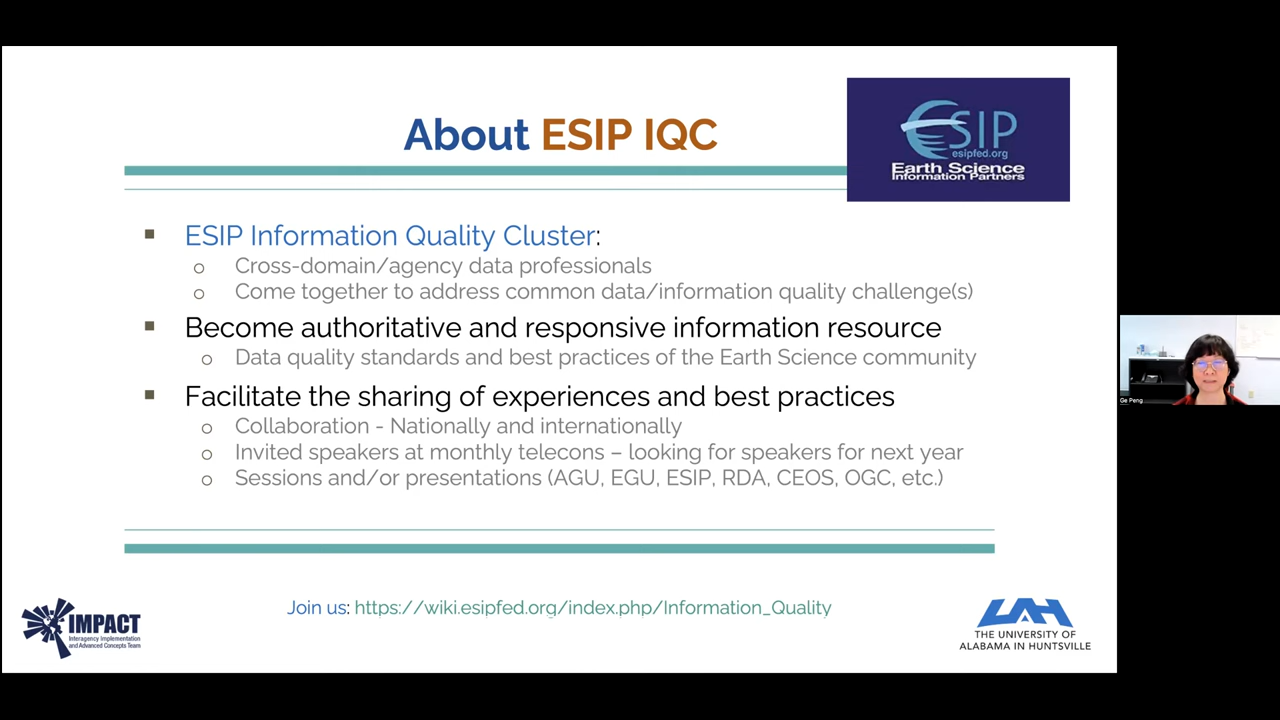 About ESIP IQC
ESIP
esipfed.org
Earth Science
Information Partners
▪ ESIP Information Quality Cluster:
o Cross-domain/agency data professionals
o Come together to address common data/information quality challenge(s)
▪ Become authoritative and responsive information resource
o Data quality standards and best practices of the Earth Science community
▪ Facilitate the sharing of experiences and best practices
o Collaboration - Nationally and internationally
o Invited speakers at monthly telecons – looking for speakers for next year
o Sessions and/or presentations (AGU, EGU, ESIP, RDA, CEOS, OGC, etc.)
Ge Peng
Join us: https://wiki.esipfed.org/index.php/Information_Quality
IMPACT
Interagency Implementation
and Advanced Concepts Team
UAH
THE UNIVERSITY OF
ALABAMA IN HUNTSVILLE